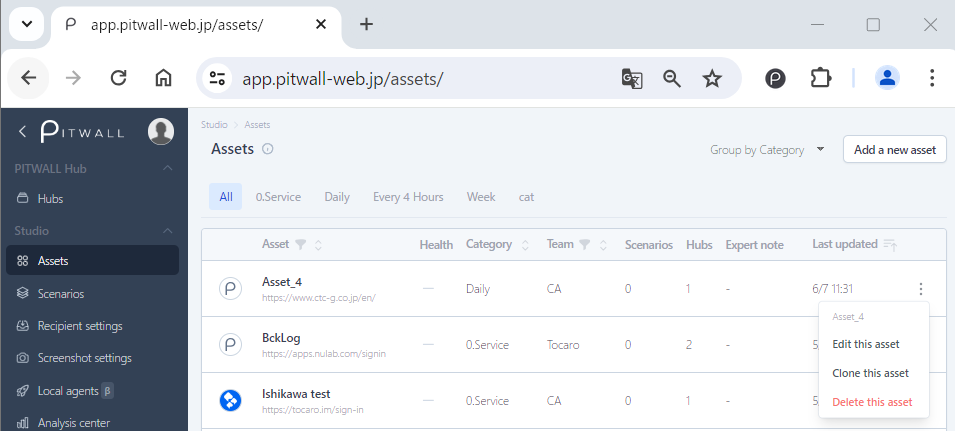 app.pitwall-web.jp/assets/
app.pitwall-web.jp/assets/
PITWALL
PITWALL Hub
Hubs
Studio
Assets
Scenarios
Recipient settings
Screenshot settings
Local agents β
Analysis center
Studio > Assets
Assets
Group by Category
Add a new asset
All 0.Service Daily Every 4 Hours Week cat
Asset Health Category Team Scenarios Hubs Expert note Last updated
Asset_4 — Daily CA 0 1 - 6/7 11:31
https://www.ctc-g.co.jp/en/
BckLog — 0.Service Tocaro 0 2 - 5
https://apps.nulab.com/signin
Ishikawa test — 0.Service CA 0 1 - 5
https://tocaro.im/sign-in
Asset_4
Edit this asset
Clone this asset
Delete this asset